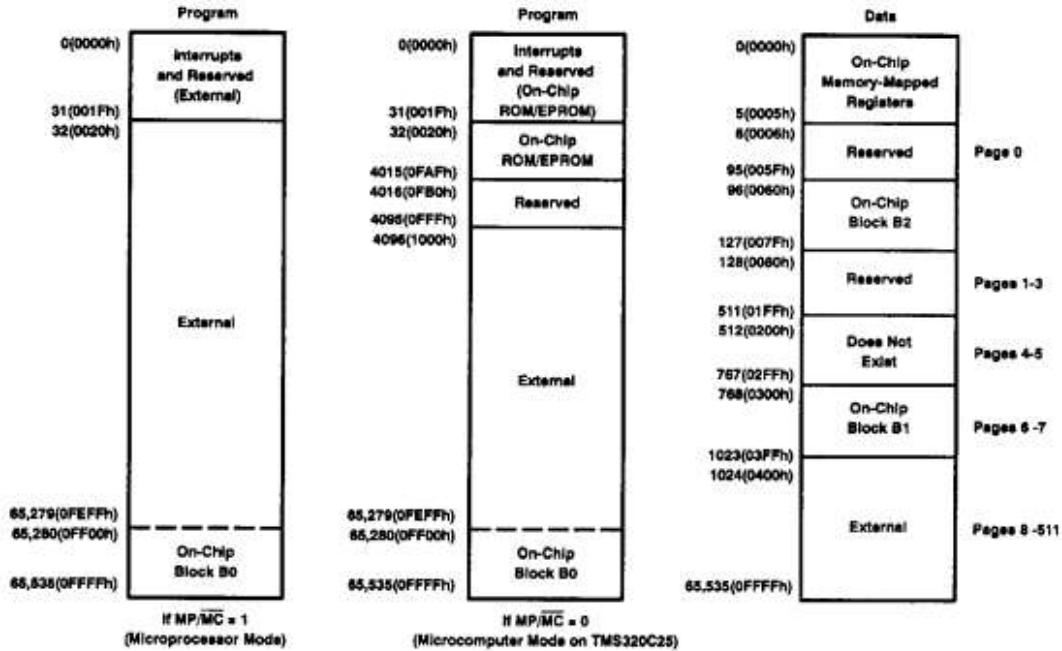 Program
0(0000h)
Interrupts
and Reserved
(External)
31(001Fh)
32(0020h)
External
65,279(0FEFFh)
65,280(0FF00h)
On-Chip
Block B0
65,535(0FFFFh)
If MP/MC = 1
(Microprocessor Mode)
Program
0(0000h)
Interrupts
and Reserved
(On-Chip
ROM/EPROM)
31(001Fh)
32(0020h)
On-Chip
ROM/EPROM
4015(0FAFh)
4016(0FB0h)
Reserved
4095(0FFFh)
4096(1000h)
External
65,279(0FEFFh)
65,280(0FF00h)
On-Chip
Block B0
65,535(0FFFFh)
If MP/MC = 0
(Microcomputer Mode on TMS320C25)
Data
0(0000h)
On-Chip
Memory-Mapped
Registers
5(0005h)
6(0006h)
Reserved
Page 0
95(005Fh)
96(0060h)
On-Chip
Block B2
127(007Fh)
128(0080h)
Reserved
Pages 1-3
511(01FFh)
512(0200h)
Does Not
Exist
Pages 4-5
767(02FFh)
768(0300h)
On-Chip
Block B1
Pages 6 -7
1023(03FFh)
1024(0400h)
External
Pages 8 -511
65,535(0FFFFh)